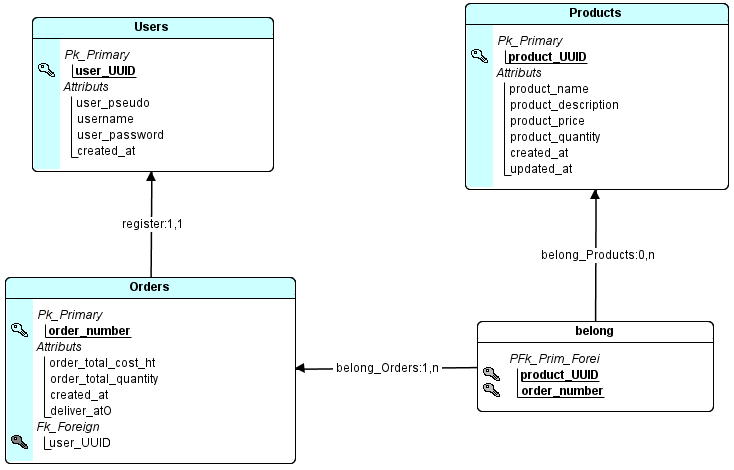 Users
Pk_Primary
user_UUID
Attributs
user_pseudo
username
user_password
created_at
Products
Pk_Primary
product_UUID
Attributs
product_name
product_description
product_price
product_quantity
created_at
updated_at
register:1,1
belong_Products:0,n
Orders
Pk_Primary
order_number
Attributs
order_total_cost_ht
order_total_quantity
created_at
deliver_atO
Fk_Foreign
user_UUID
belong_Orders:1,n
belong
PFk_Prim_Forei
product_UUID
order_number